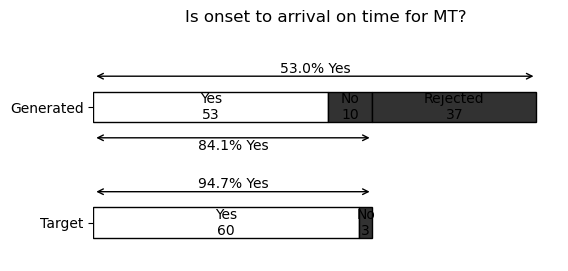 Is onset to arrival on time for MT?
53.0% Yes
Generated
Yes
53
No
10
Rejected
37
84.1% Yes
94.7% Yes
Target
Yes
60
No
3